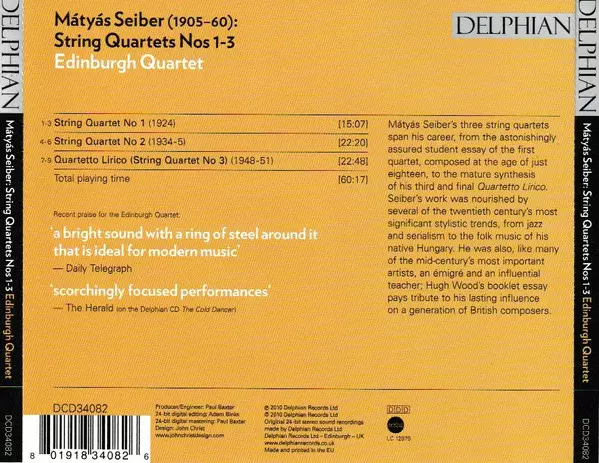 DELPHIAN
Mátyás Seiber: String Quartets Nos 1-3 Edinburgh Quartet
DCD34082
Mátyás Seiber (1905–60):
String Quartets Nos 1-3
Edinburgh Quartet
DELPHIAN
1-3 String Quartet No 1 (1924) [15:07]
4-6 String Quartet No 2 (1934-5) [22:20]
7-9 Quartetto Lirico (String Quartet No 3) (1948-51) [22:48]
Total playing time [60:17]
Recent praise for the Edinburgh Quartet:
‘a bright sound with a ring of steel around it
that is ideal for modern music’
— Daily Telegraph
‘scorchingly focused performances’
— The Herald (on the Delphian CD The Cold Dancer)
Mátyás Seiber's three string quartets
span his career, from the astonishingly
assured student essay of the first
quartet, composed at the age of just
eighteen, to the mature synthesis
of his third and final Quartetto Lirico.
Seiber's work was nourished by
several of the twentieth century's most
significant stylistic trends, from jazz
and serialism to the folk music of his
native Hungary. He was also, like many
of the mid-century's most important
artists, an émigré and an influential
teacher; Hugh Wood's booklet essay
pays tribute to his lasting influence
on a generation of British composers.
DCD34082
8 01918 34082 6
Producer/Engineer: Paul Baxter
24-bit digital editing: Adam Binks
24-bit digital mastering: Paul Baxter
Design: John Christ
www.johnchristdesign.com
℗ 2010 Delphian Records Ltd
© 2010 Delphian Records Ltd
Original 24-bit stereo sound recordings
made by Delphian Records Ltd
Delphian Records Ltd – Edinburgh – UK
www.delphianrecords.co.uk
Made and printed in the EU
DDD
LC 12979
DELPHIAN
Mátyás Seiber: String Quartets Nos 1-3 Edinburgh Quartet
DCD34082